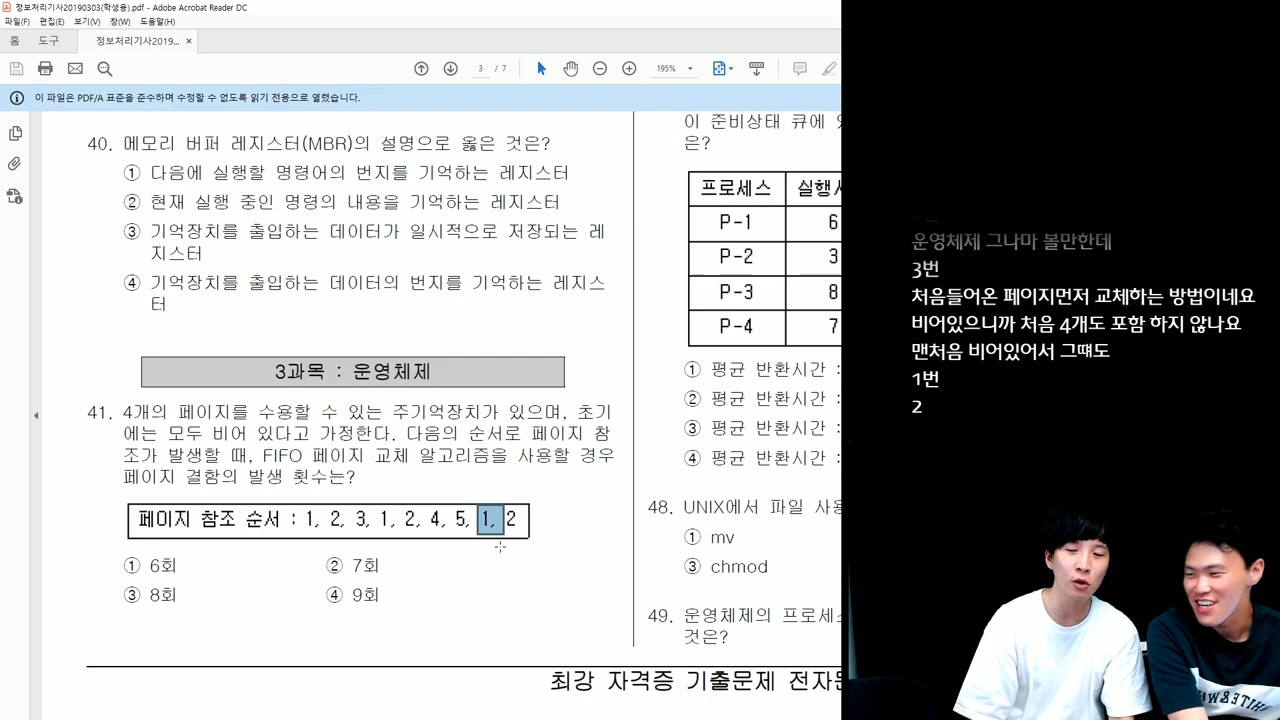 정보처리기사20190303(학생용).pdf - Adobe Acrobat Reader DC
파일(F) 편집(E) 보기(V) 창(W) 도움말(H)
홈 도구 정보처리기사2019... ×
3 / 7 195%
이 파일은 PDF/A 표준을 준수하며 수정할 수 없도록 읽기 전용으로 열렸습니다.
40. 메모리 버퍼 레지스터(MBR)의 설명으로 옳은 것은?
① 다음에 실행할 명령어의 번지를 기억하는 레지스터
② 현재 실행 중인 명령의 내용을 기억하는 레지스터
③ 기억장치를 출입하는 데이터가 일시적으로 저장되는 레
지스터
④ 기억장치를 출입하는 데이터의 번지를 기억하는 레지스
터
3과목 : 운영체제
41. 4개의 페이지를 수용할 수 있는 주기억장치가 있으며, 초기
에는 모두 비어 있다고 가정한다. 다음의 순서로 페이지 참
조가 발생할 때, FIFO 페이지 교체 알고리즘을 사용할 경우
페이지 결함의 발생 횟수는?
페이지 참조 순서 : 1, 2, 3, 1, 2, 4, 5, 1, 2
① 6회 ② 7회
③ 8회 ④ 9회
이 준비상태 큐에
은?
프로세스 실행
P-1 6
P-2 3
P-3 8
P-4 7
① 평균 반환시간 :
② 평균 반환시간 :
③ 평균 반환시간 :
④ 평균 반환시간 :
48. UNIX에서 파일 사용
① mv
③ chmod
49. 운영체제의 프로세
것은?
최강 자격증 기출문제 전자문
운영체제 그나마 볼만한데
3번
처음들어온 페이지먼저 교체하는 방법이네요
비어있으니까 처음 4개도 포함 하지 않나요
맨처음 비어있어서 그떄도
1번
2